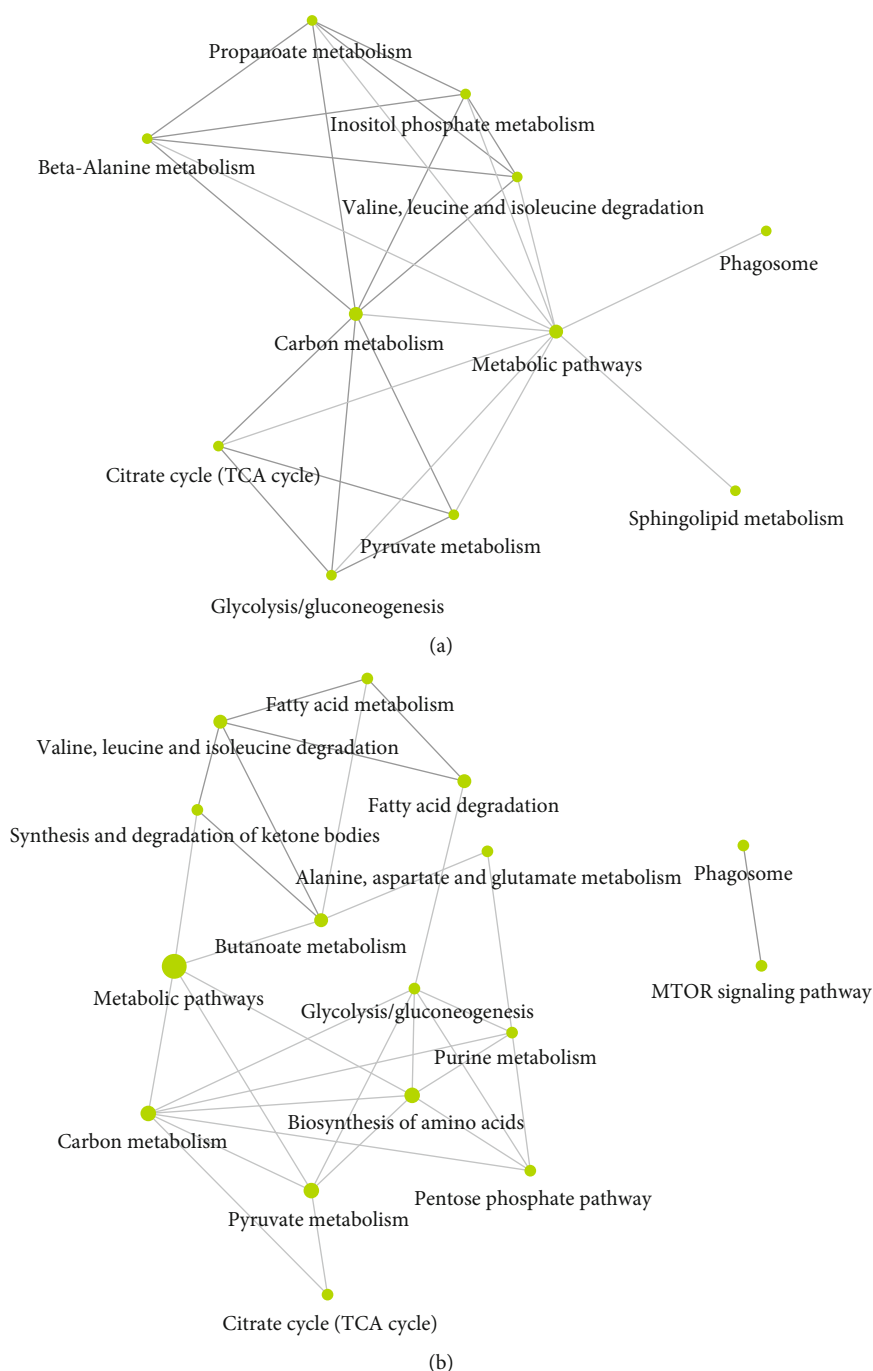 Propanoate metabolism
Inositol phosphate metabolism
Beta-Alanine metabolism
Valine, leucine and isoleucine degradation
Phagosome
Carbon metabolism
Metabolic pathways
Citrate cycle (TCA cycle)
Sphingolipid metabolism
Pyruvate metabolism
Glycolysis/gluconeogenesis
(a)
Fatty acid metabolism
Valine, leucine and isoleucine degradation
Fatty acid degradation
Synthesis and degradation of ketone bodies
Alanine, aspartate and glutamate metabolism
Phagosome
Butanoate metabolism
Metabolic pathways
MTOR signaling pathway
Glycolysis/gluconeogenesis
Purine metabolism
Biosynthesis of amino acids
Carbon metabolism
Pentose phosphate pathway
Pyruvate metabolism
Citrate cycle (TCA cycle)
(b)